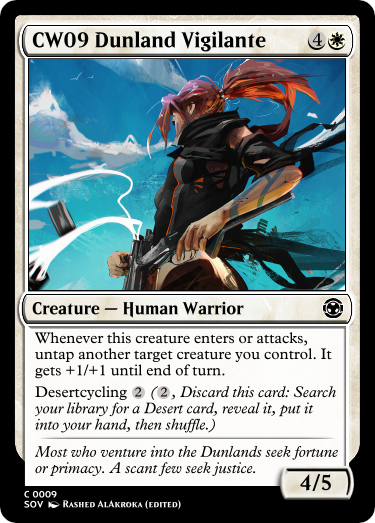 CW09 Dunland Vigilante 4
Creature — Human Warrior
Whenever this creature enters or attacks,
untap another target creature you control. It
gets +1/+1 until end of turn.
Desertcycling 2 (2, Discard this card: Search
your library for a Desert card, reveal it, put it
into your hand, then shuffle.)
Most who venture into the Dunlands seek fortune
or primacy. A scant few seek justice.
4/5
C 0009
SOV Rashed AlAkroka (edited)